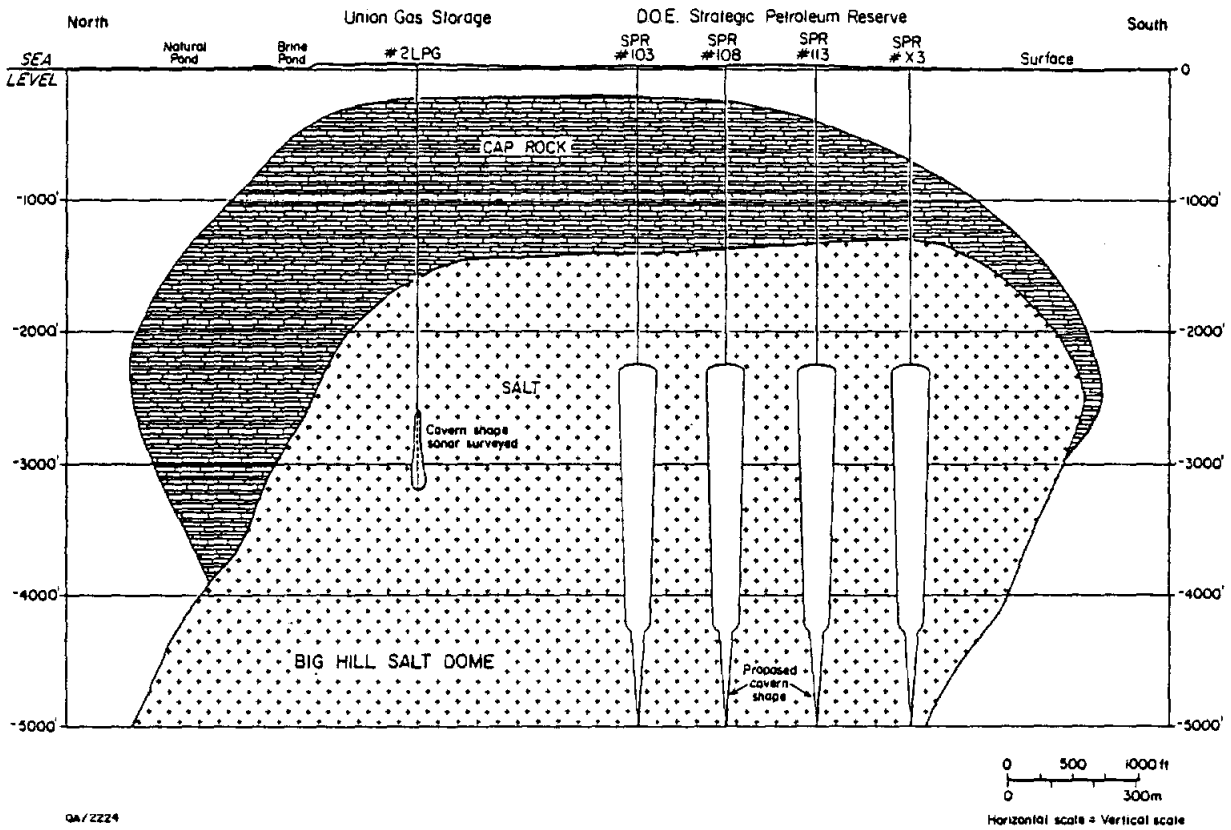 North
Union Gas Storage
D.O.E. Strategic Petroleum Reserve
South
Natural
Pond
Brine
Pond
#2LPG
SPR
#103
SPR
#108
SPR
#113
SPR
#X3
Surface
SEA
LEVEL
0
CAP ROCK
-1000'
-1000'
-2000'
-2000'
SALT
Cavern shape
sonar surveyed
-3000'
-3000'
-4000'
-4000'
BIG HILL SALT DOME
Proposed
cavern
shape
-5000'
-5000'
0 500 1000 ft
0 300m
Horizontal scale = Vertical scale
QA/2224